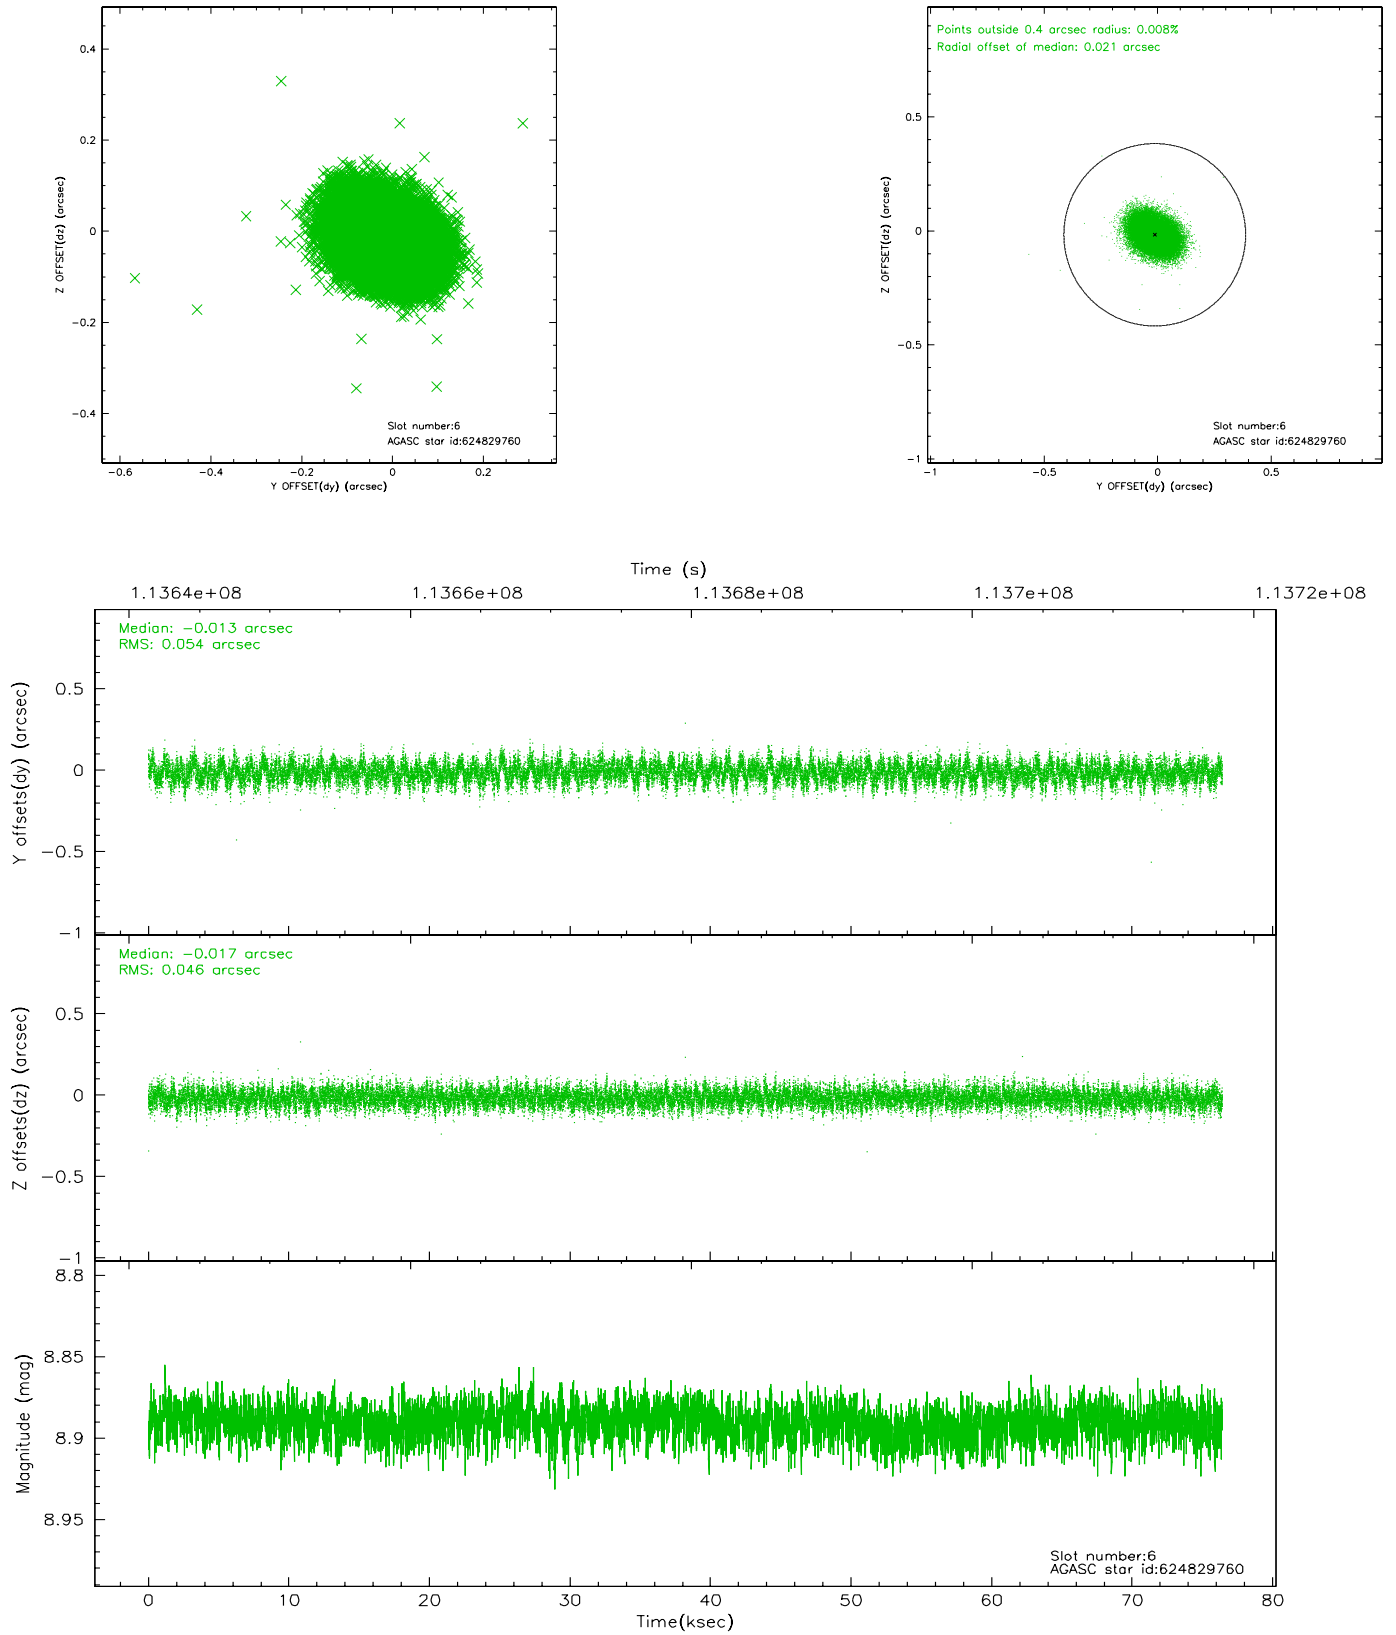 0.4
0.2
0
−0.2
−0.4
Z OFFSET(dz) (arcsec)
Slot number:6
AGASC star id:624829760
−0.6
−0.4
−0.2
0
0.2
Y OFFSET(dy) (arcsec)
Points outside 0.4 arcsec radius: 0.008%
Radial offset of median: 0.021 arcsec
0.5
0
−0.5
−1
Z OFFSET(dz) (arcsec)
Slot number:6
AGASC star id:624829760
−1
−0.5
0
0.5
Y OFFSET(dy) (arcsec)
Time (s)
1.1364e+08
1.1366e+08
1.1368e+08
1.137e+08
1.1372e+08
Median: −0.013 arcsec
RMS: 0.054 arcsec
0.5
0
−0.5
−1
Y offsets(dy) (arcsec)
Median: −0.017 arcsec
RMS: 0.046 arcsec
0.5
0
−0.5
−1
Z offsets(dz) (arcsec)
8.8
8.85
8.9
8.95
Magnitude (mag)
Slot number:6
AGASC star id:624829760
0
10
20
30
40
50
60
70
80
Time(ksec)